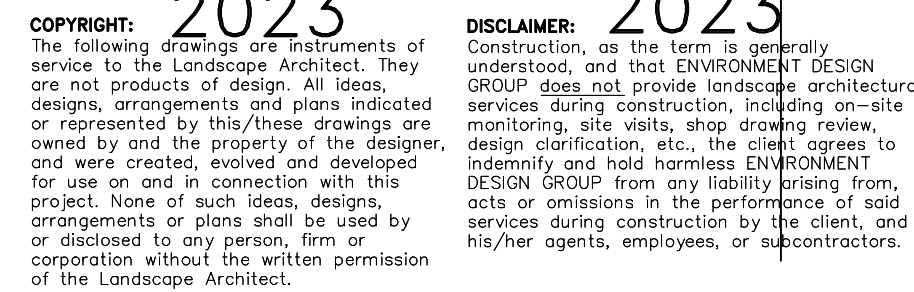 2023
COPYRIGHT:
The following drawings are instruments of
service to the Landscape Architect. They
are not products of design. All ideas,
designs, arrangements and plans indicated
or represented by this/these drawings are
owned by and the property of the designer,
and were created, evolved and developed
for use on and in connection with this
project. None of such ideas, designs,
arrangements or plans shall be used by
or disclosed to any person, firm or
corporation without the written permission
of the Landscape Architect.
2023
DISCLAIMER:
Construction, as the term is generally
understood, and that ENVIRONMENT DESIGN
GROUP does not provide landscape
services during construction, including on-site
monitoring, site visits, shop drawing review,
design clarification, etc., the client agrees to
indemnify and hold harmless ENVIRONMENT
DESIGN GROUP from any liability arising from,
acts or omissions in the performance of said
services during construction by the client, and
his/her agents, employees, or subcontractors.